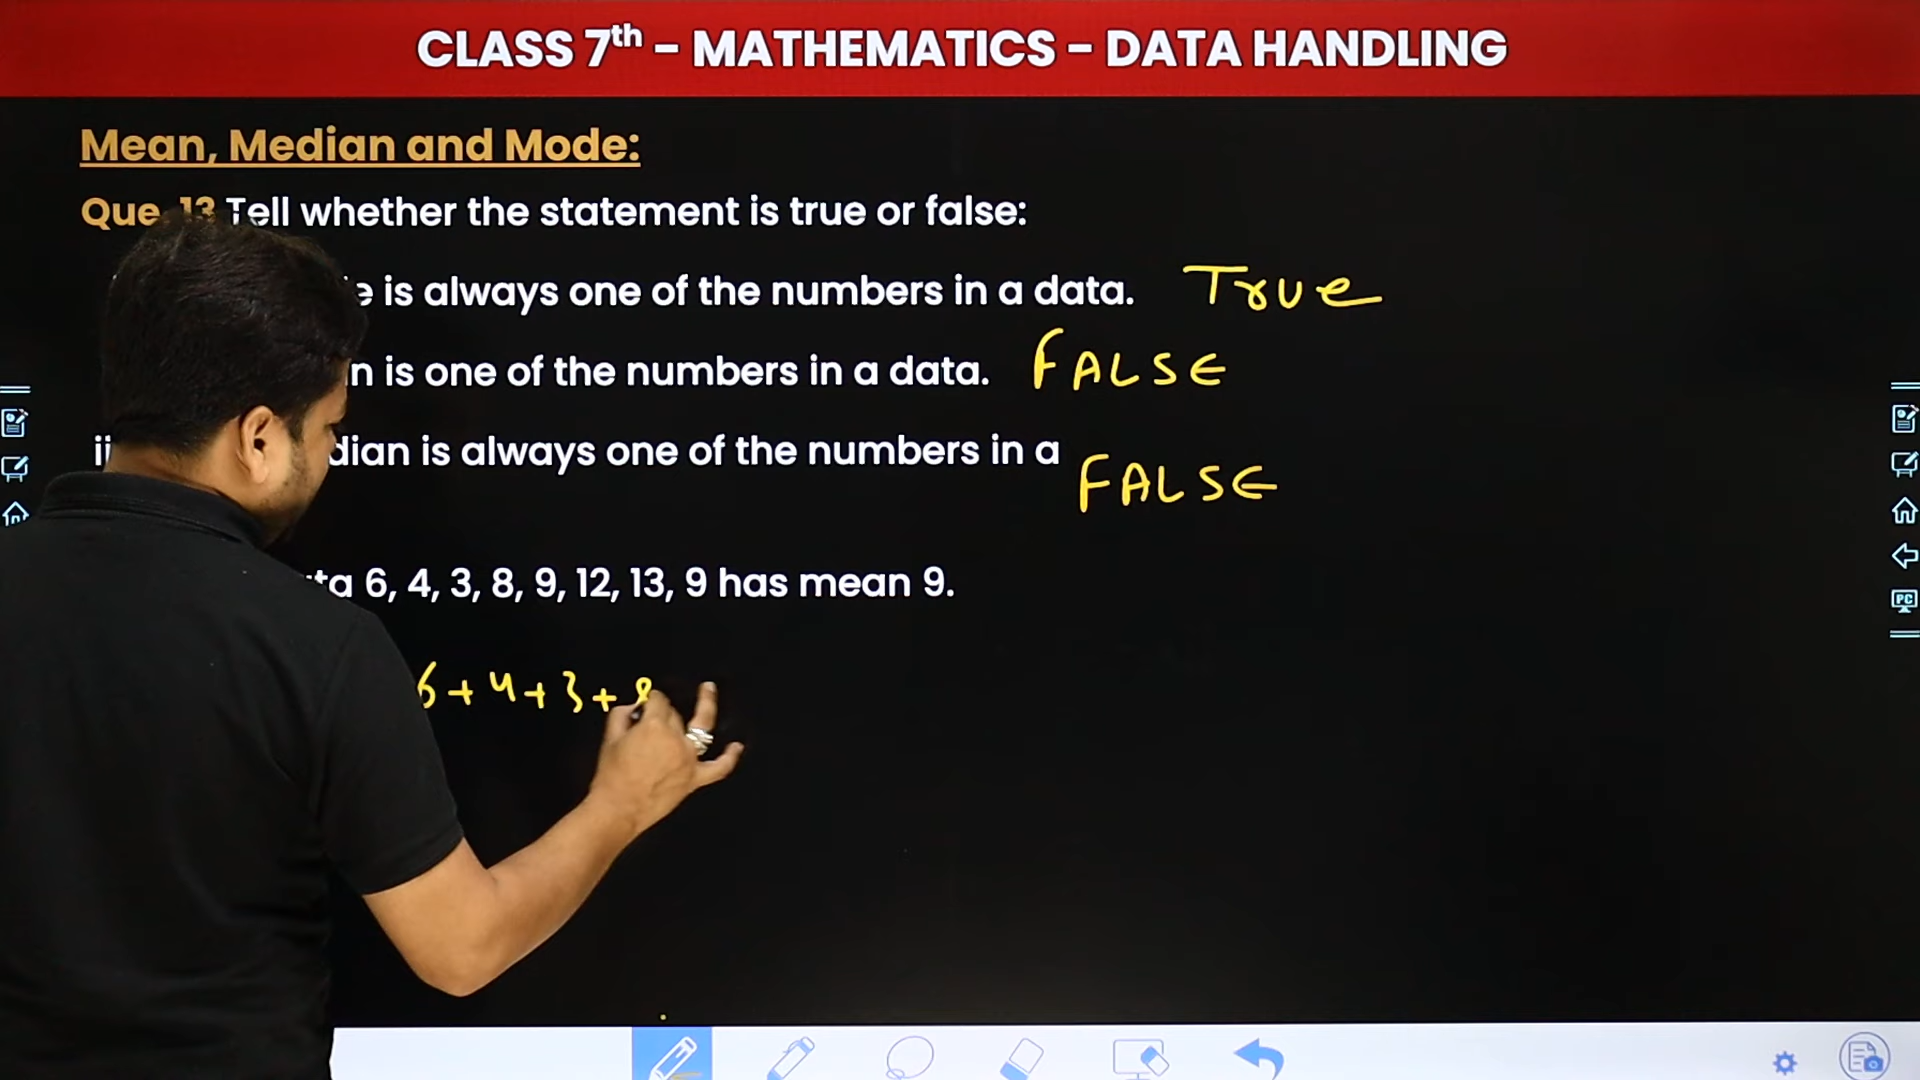 CLASS 7th - MATHEMATICS - DATA HANDLING
Mean, Median and Mode:
Que. 13 Tell whether the statement is true or false:
is always one of the numbers in a data. True
is one of the numbers in a data. FALSE
is always one of the numbers in a
FALSE
6, 4, 3, 8, 9, 12, 13, 9 has mean 9.
6 + 4 + 3 + 8
PC
PC